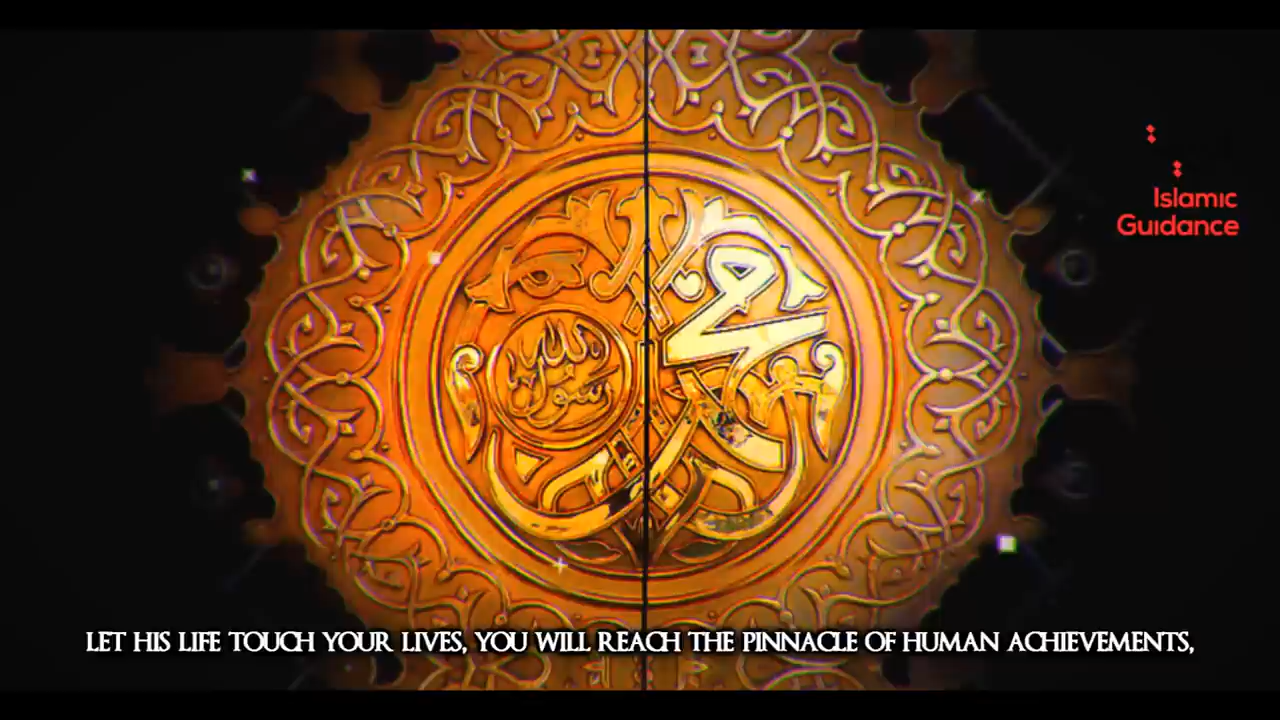 Islamic
Guidance
محمد
رسول
الله
LET HIS LIFE TOUCH YOUR LIVES, YOU WILL REACH THE PINNACLE OF HUMAN ACHIEVEMENTS,